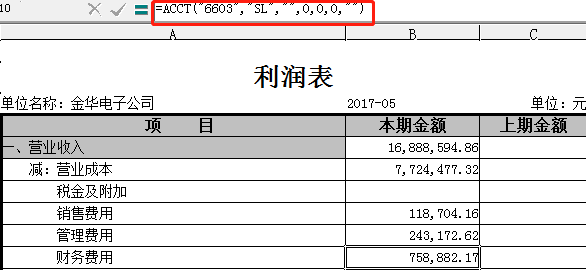 10 =ACCT("6603","SL","",0,0,0,"")
A B C
利润表
单位名称：金华电子公司 2017-05 单位：元
项 目 本期金额 上期金额
一、营业收入 16,888,594.86
减：营业成本 7,724,477.32
税金及附加
销售费用 118,704.16
管理费用 243,172.62
财务费用 758,882.17